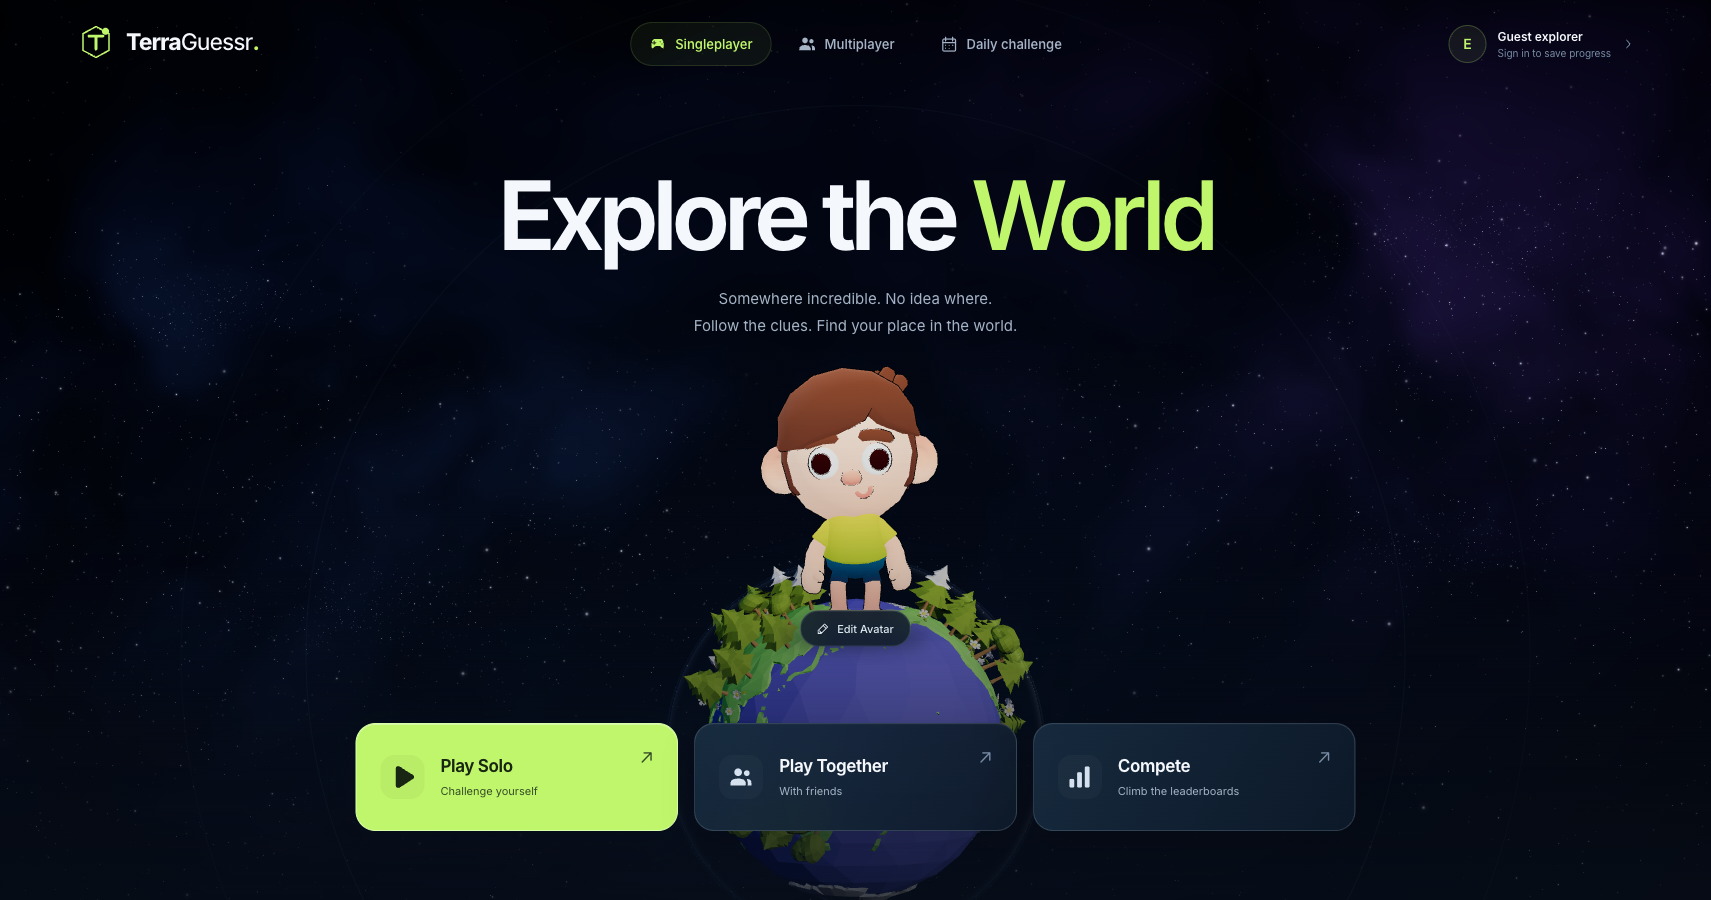 TerraGuessr.
Singleplayer
Multiplayer
Daily challenge
E
Guest explorer
Sign in to save progress
Explore the World
Somewhere incredible. No idea where.
Follow the clues. Find your place in the world.
Edit Avatar
Play Solo
Challenge yourself
Play Together
With friends
Compete
Climb the leaderboards